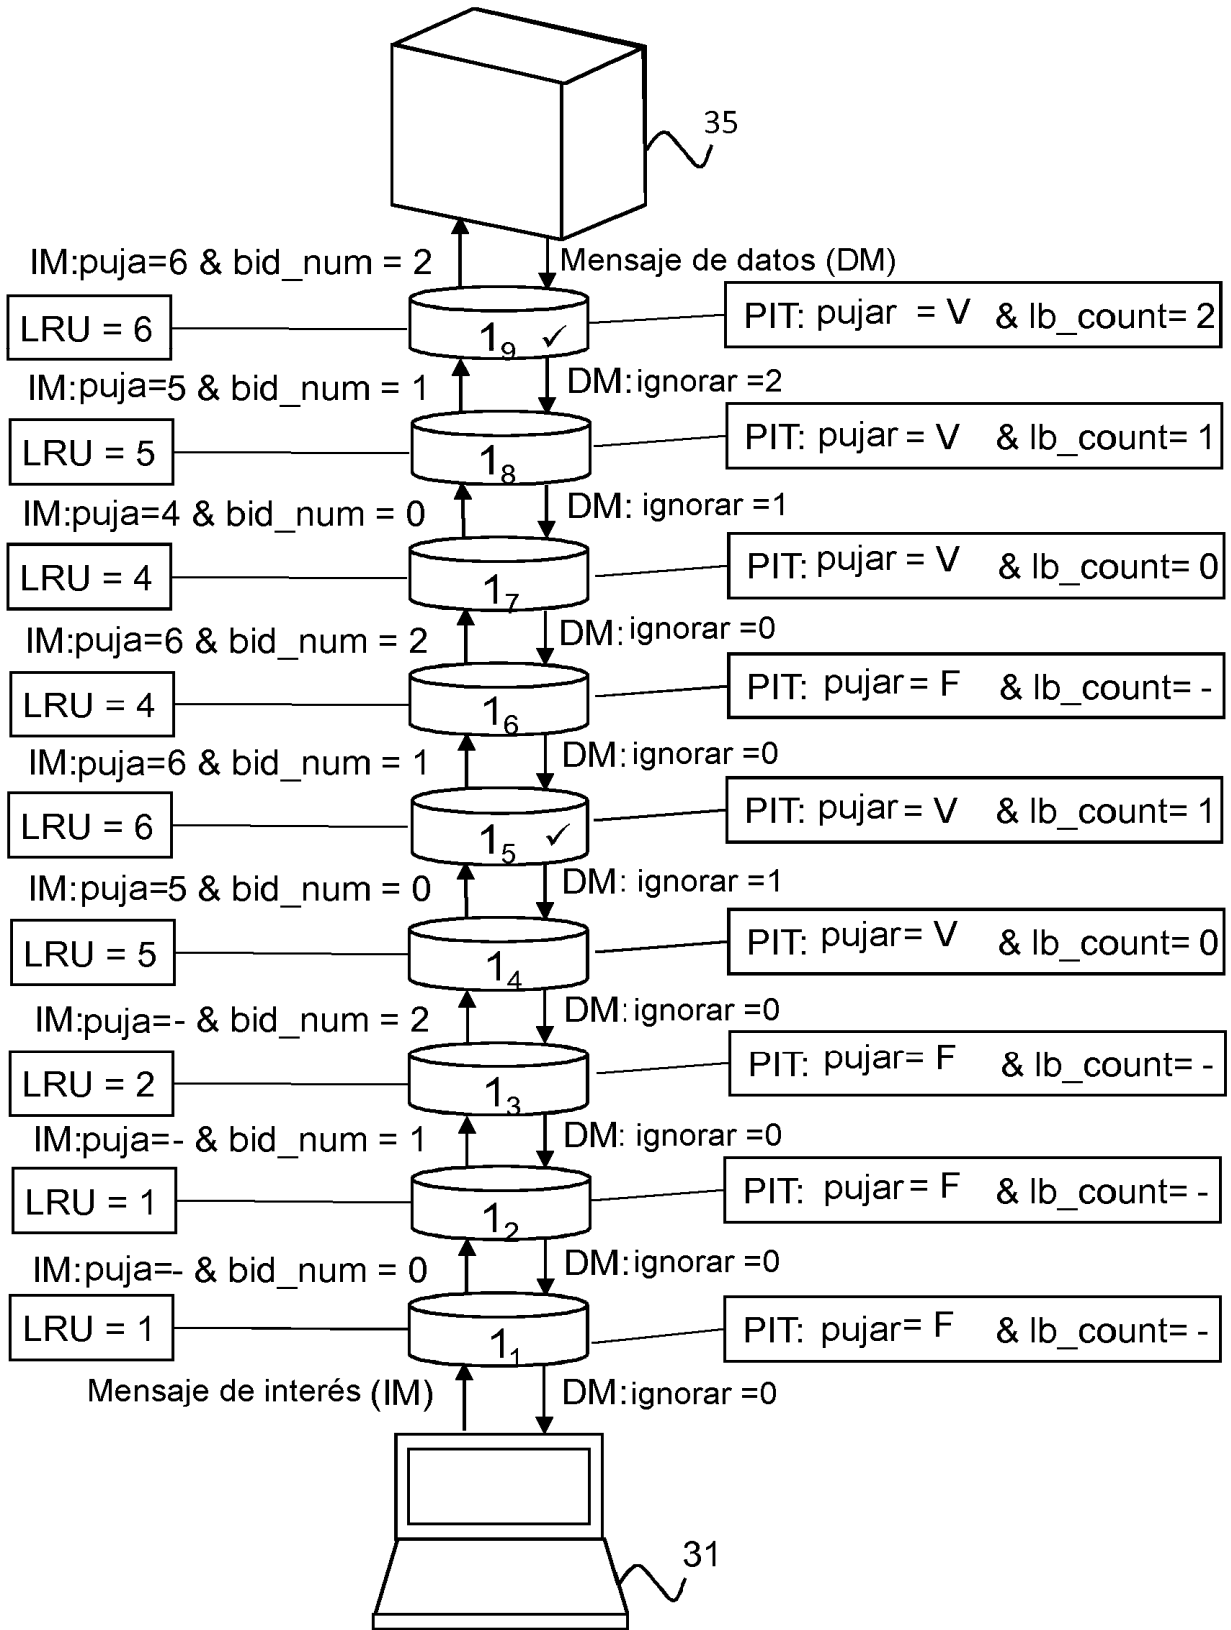 35
IM:puja=6 & bid_num = 2
Mensaje de datos (DM)
LRU = 6
1₉ ✓
PIT: pujar = V & lb_count= 2
IM:puja=5 & bid_num = 1
DM: ignorar =2
LRU = 5
1₈
PIT: pujar = V & lb_count= 1
IM:puja=4 & bid_num = 0
DM: ignorar =1
LRU = 4
1₇
PIT: pujar = V & lb_count= 0
IM:puja=6 & bid_num = 2
DM: ignorar =0
LRU = 4
1₆
PIT: pujar = F & lb_count= -
IM:puja=6 & bid_num = 1
DM: ignorar =0
LRU = 6
1₅ ✓
PIT: pujar = V & lb_count= 1
IM:puja=5 & bid_num = 0
DM: ignorar =1
LRU = 5
1₄
PIT: pujar= V & lb_count= 0
IM:puja=- & bid_num = 2
DM: ignorar =0
LRU = 2
1₃
PIT: pujar= F & lb_count= -
IM:puja=- & bid_num = 1
DM: ignorar =0
LRU = 1
1₂
PIT: pujar= F & lb_count= -
IM:puja=- & bid_num = 0
DM: ignorar =0
LRU = 1
1₁
PIT: pujar= F & lb_count= -
Mensaje de interés (IM)
DM: ignorar =0
31